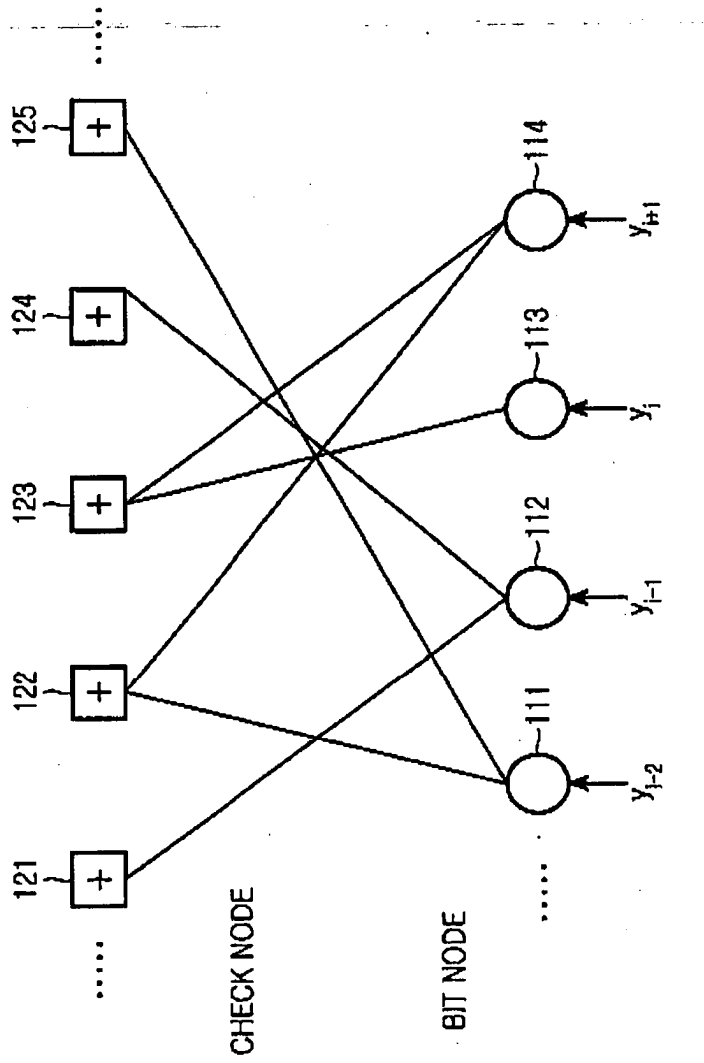 .....
121
122
123
124
125
.....
+
+
+
+
+
CHECK NODE
BIT NODE
.....
111
112
113
114
y_{i-2}
y_{i-1}
y_i
y_{i+1}